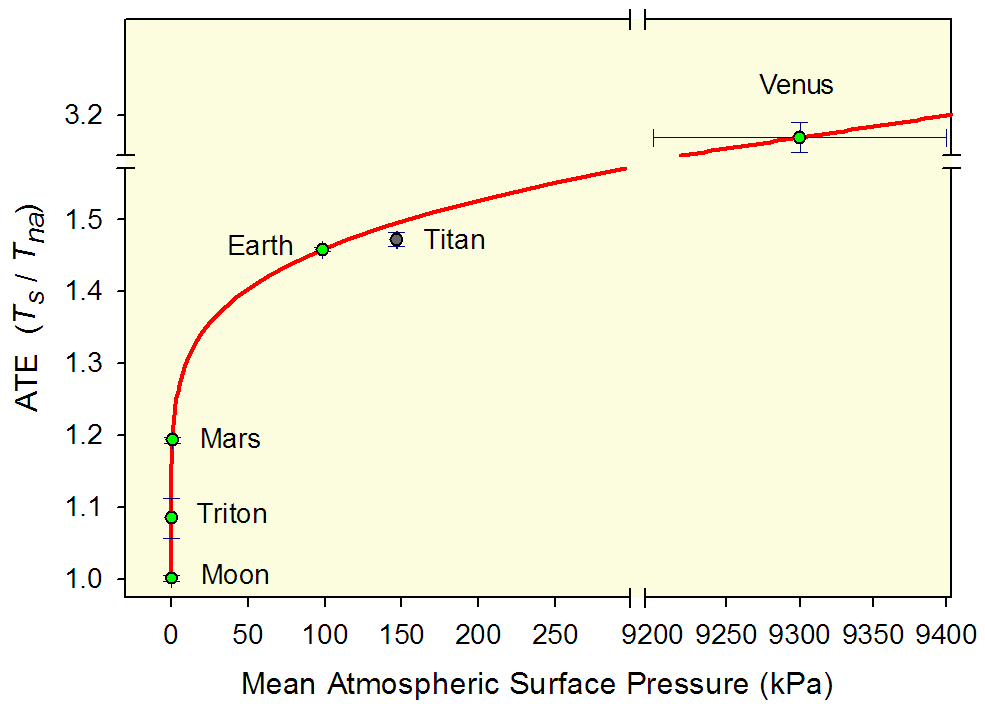 Venus
3.2
1.5
Earth
Titan
1.4
1.3
1.2
Mars
1.1
Triton
1.0
Moon
ATE (Ts / Tna)
0 50 100 150 200 250 9200 9250 9300 9350 9400
Mean Atmospheric Surface Pressure (kPa)